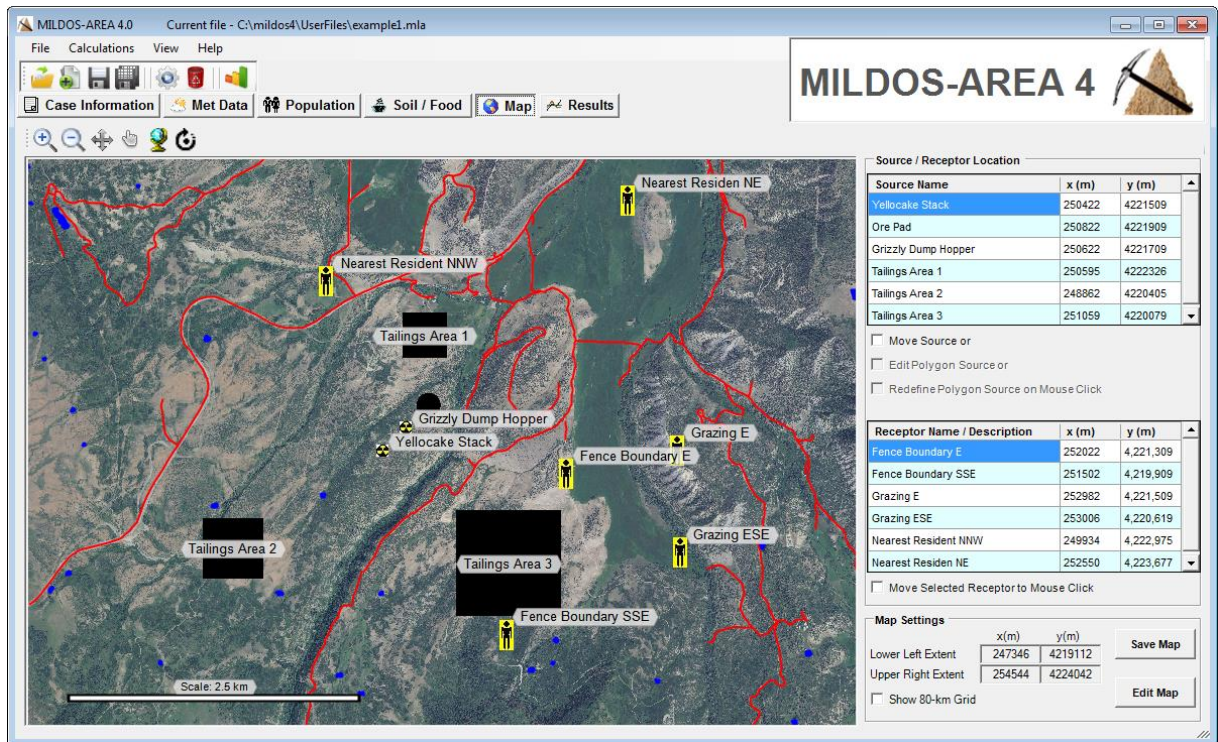 MILDOS-AREA 4.0 Current file - C:\mildos4\UserFiles\example1.mla
File Calculations View Help
MILDOS-AREA 4
Case Information Met Data Population Soil / Food Map Results
Nearest Residen NE
Nearest Resident NNW
Tailings Area 1
Grizzly Dump Hopper
Yellocake Stack
Grazing E
Fence Boundary E
Grazing ESE
Tailings Area 2
Tailings Area 3
Fence Boundary SSE
Scale: 2.5 km
Source / Receptor Location
Source Name x (m) y (m)
Yellocake Stack 250422 4221509
Ore Pad 250822 4221909
Grizzly Dump Hopper 250622 4221709
Tailings Area 1 250595 4222326
Tailings Area 2 248862 4220405
Tailings Area 3 251059 4220079
Move Source or
Edit Polygon Source or
Redefine Polygon Source on Mouse Click
Receptor Name / Description x (m) y (m)
Fence Boundary E 252022 4,221,309
Fence Boundary SSE 251502 4,219,909
Grazing E 252982 4,221,509
Grazing ESE 253006 4,220,619
Nearest Resident NNW 249934 4,222,975
Nearest Residen NE 252550 4,223,677
Move Selected Receptor to Mouse Click
Map Settings
x(m) y(m)
Lower Left Extent 247346 4219112
Upper Right Extent 254544 4224042
Show 80-km Grid
Save Map
Edit Map